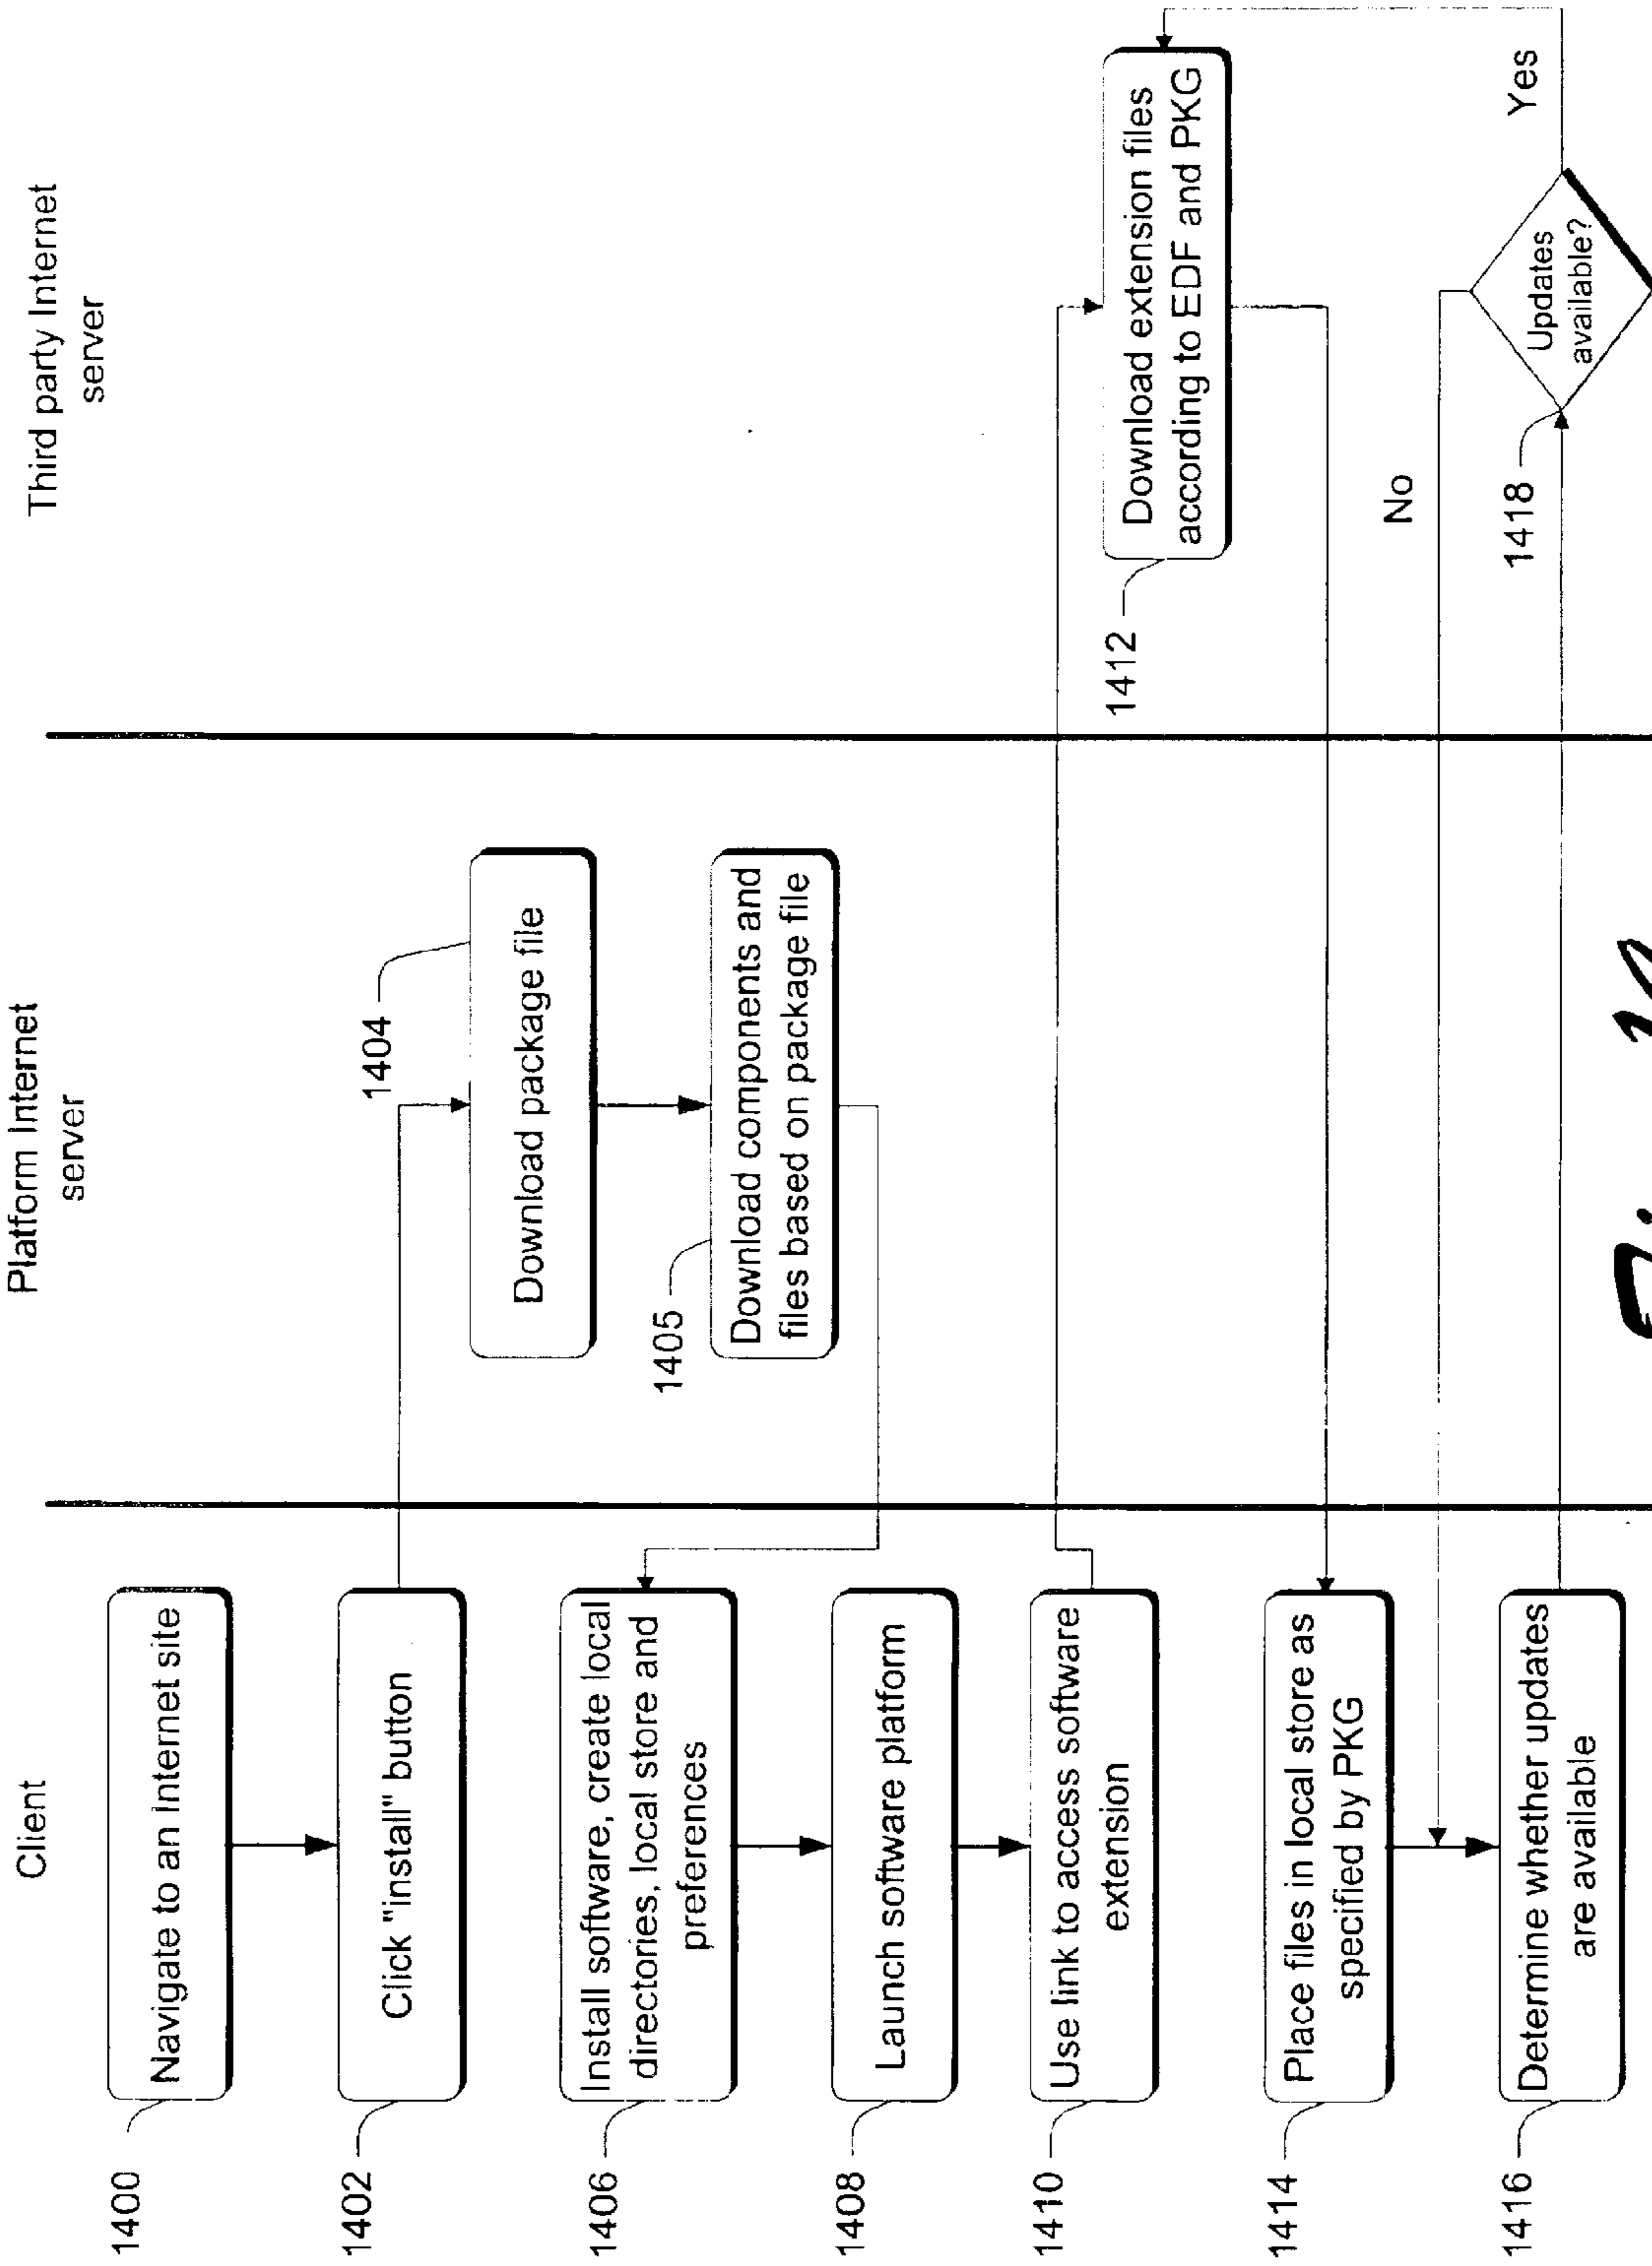 Client
Platform Internet
server
Third party Internet
server
1400
Navigate to an Internet site
1402
Click "install" button
1404
Download package file
1405
Download components and
files based on package file
1406
Install software, create local
directories, local store and
preferences
1408
Launch software platform
1410
Use link to access software
extension
1412
Download extension files
according to EDF and PKG
1414
Place files in local store as
specified by PKG
No
1416
Determine whether updates
are available
1418
Updates
available?
Yes